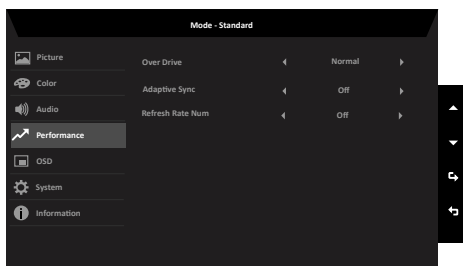 Mode - Standard
Picture
Color
Audio
Performance
OSD
System
Information
Over Drive Normal
Adaptive Sync Off
Refresh Rate Num Off